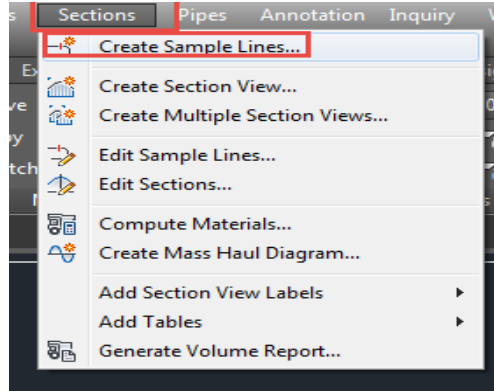 Sections Pipes Annotation Inquiry
Create Sample Lines...
Create Section View...
Create Multiple Section Views...
Edit Sample Lines...
Edit Sections...
Compute Materials...
Create Mass Haul Diagram...
Add Section View Labels
Add Tables
Generate Volume Report...